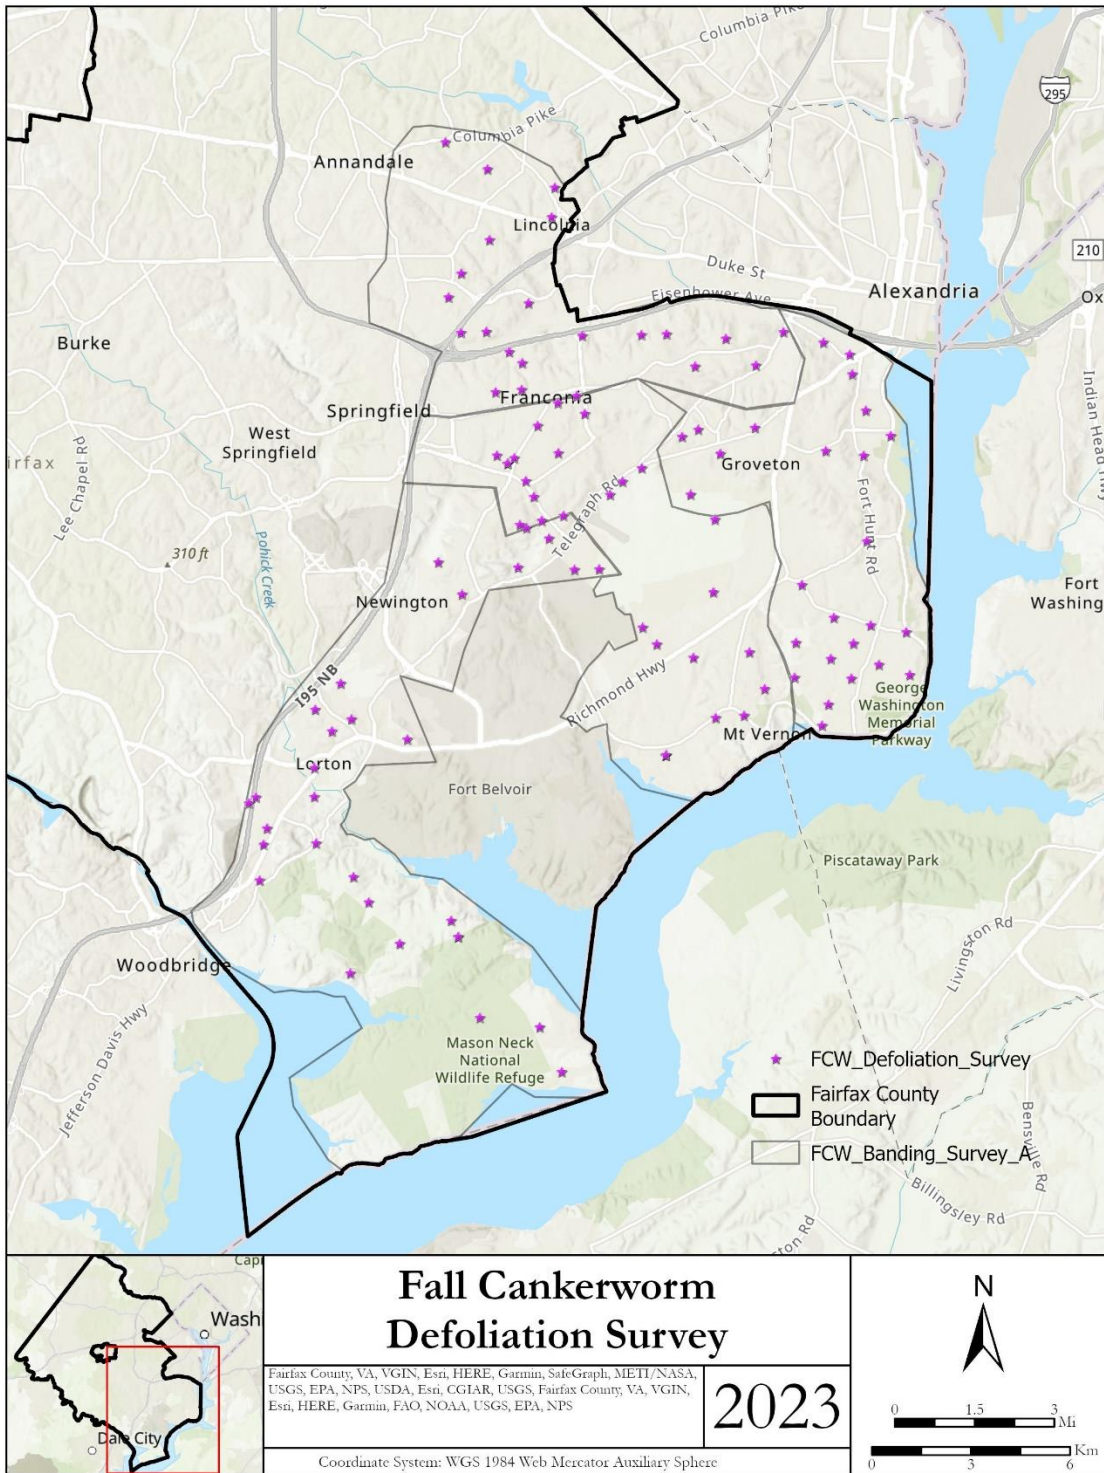 Columbia Pike
295
Columbia Pike
Annandale
Lincolnia
210
Duke St
Eisenhower Ave
Alexandria
Burke
Franconia
Springfield
West
Springfield
Groveton
Lee Chapel Rd
Indian Head Hwy
Fort Hunt Rd
Telegraph Rd
310 ft
Pohick Creek
Newington
Fort
I95 NB
Richmond Hwy
George
Washington
Memorial
Parkway
Mt Vernon
Lorton
Fort Belvoir
Piscataway Park
Livingston Rd
Woodbridge
Jefferson Davis Hwy
Mason Neck
National
Wildlife Refuge
FCW_Defoliation_Survey
Fairfax County
Boundary
FCW_Banding_Survey_A
Bensville Rd
Billingsley Rd
Dale City
Fall Cankerworm
Defoliation Survey
Fairfax County, VA, VGIN, Esri, HERE, Garmin, SafeGraph, METI/NASA,
USGS, EPA, NPS, USDA, Esri, CGIAR, USGS, Fairfax County, VA, VGIN,
Esri, HERE, Garmin, FAO, NOAA, USGS, EPA, NPS
2023
Coordinate System: WGS 1984 Web Mercator Auxiliary Sphere
N
0 1.5 3
Mi
0 3 6
Km